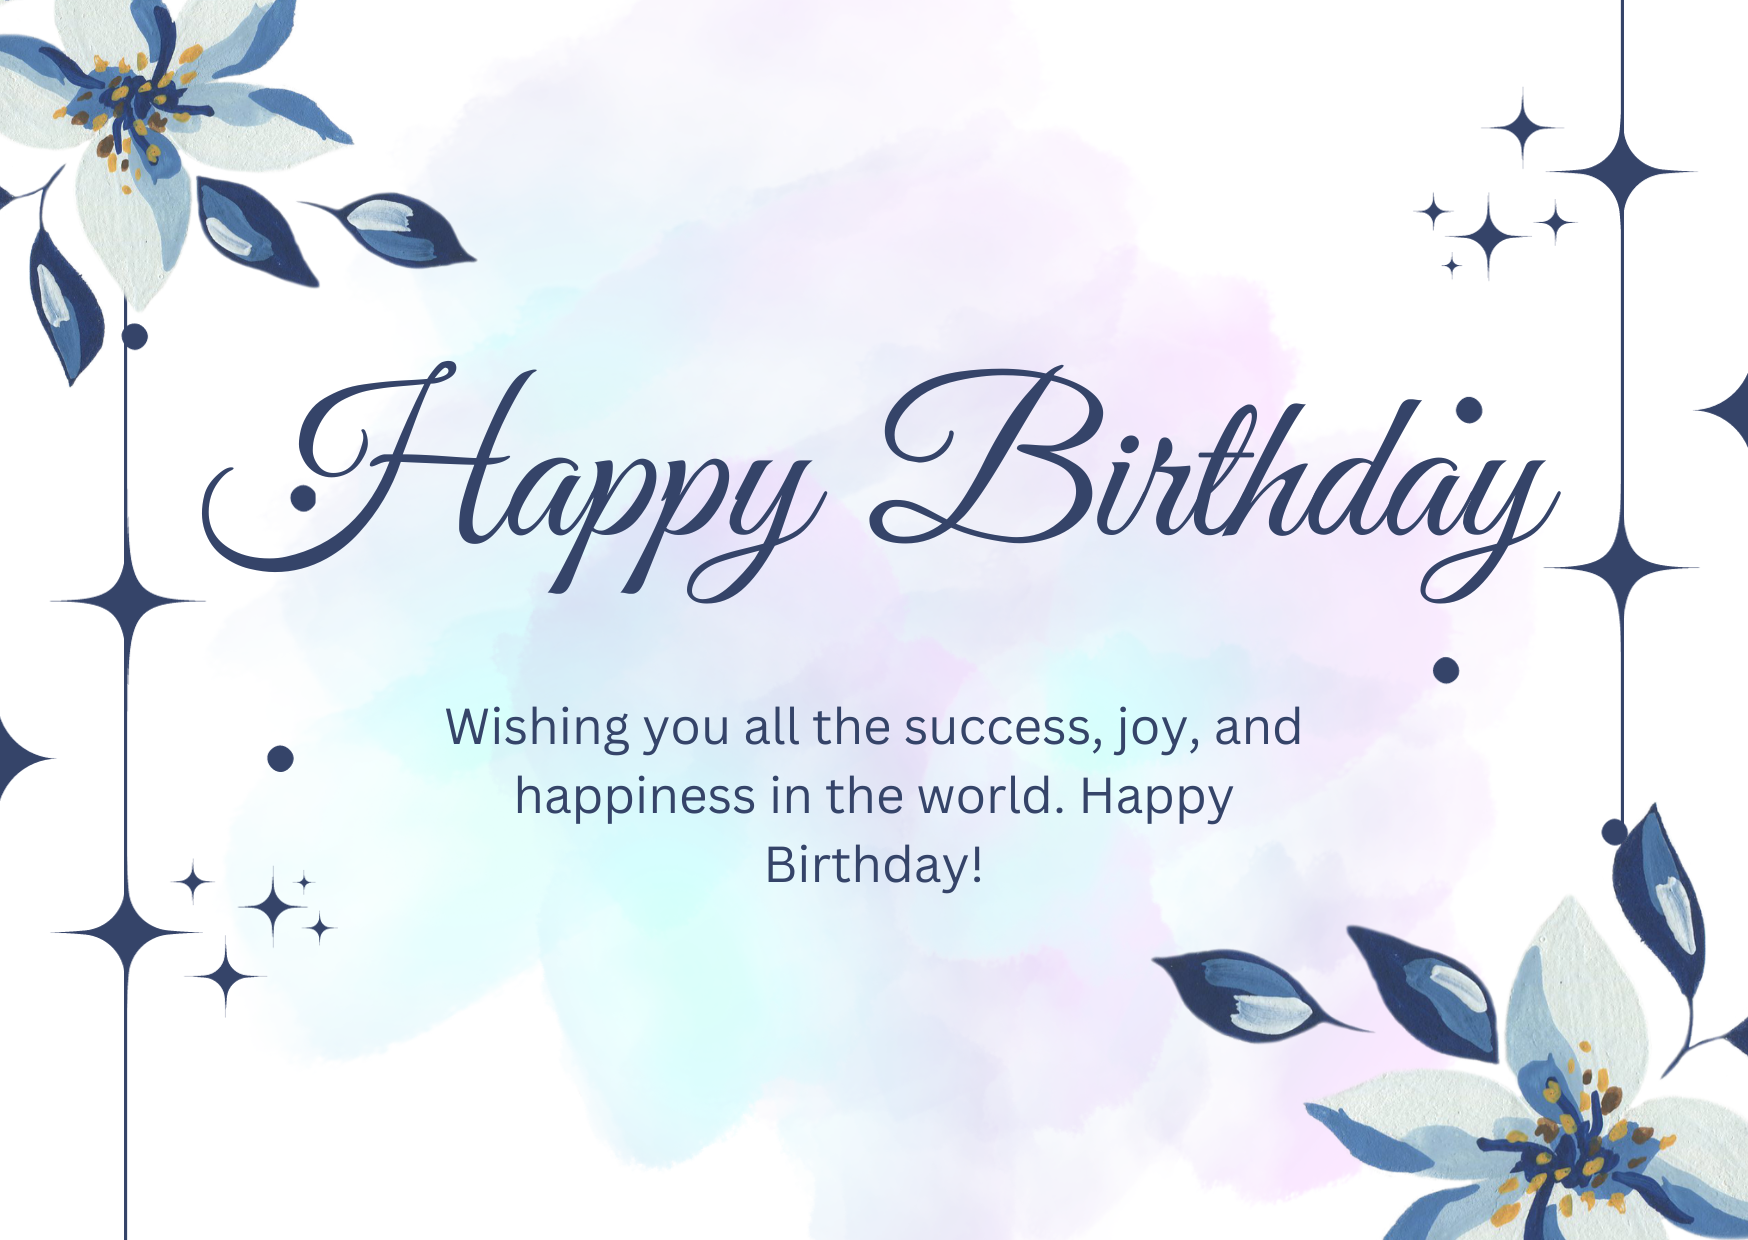 Happy Birthday
Wishing you all the success, joy, and
happiness in the world. Happy
Birthday!